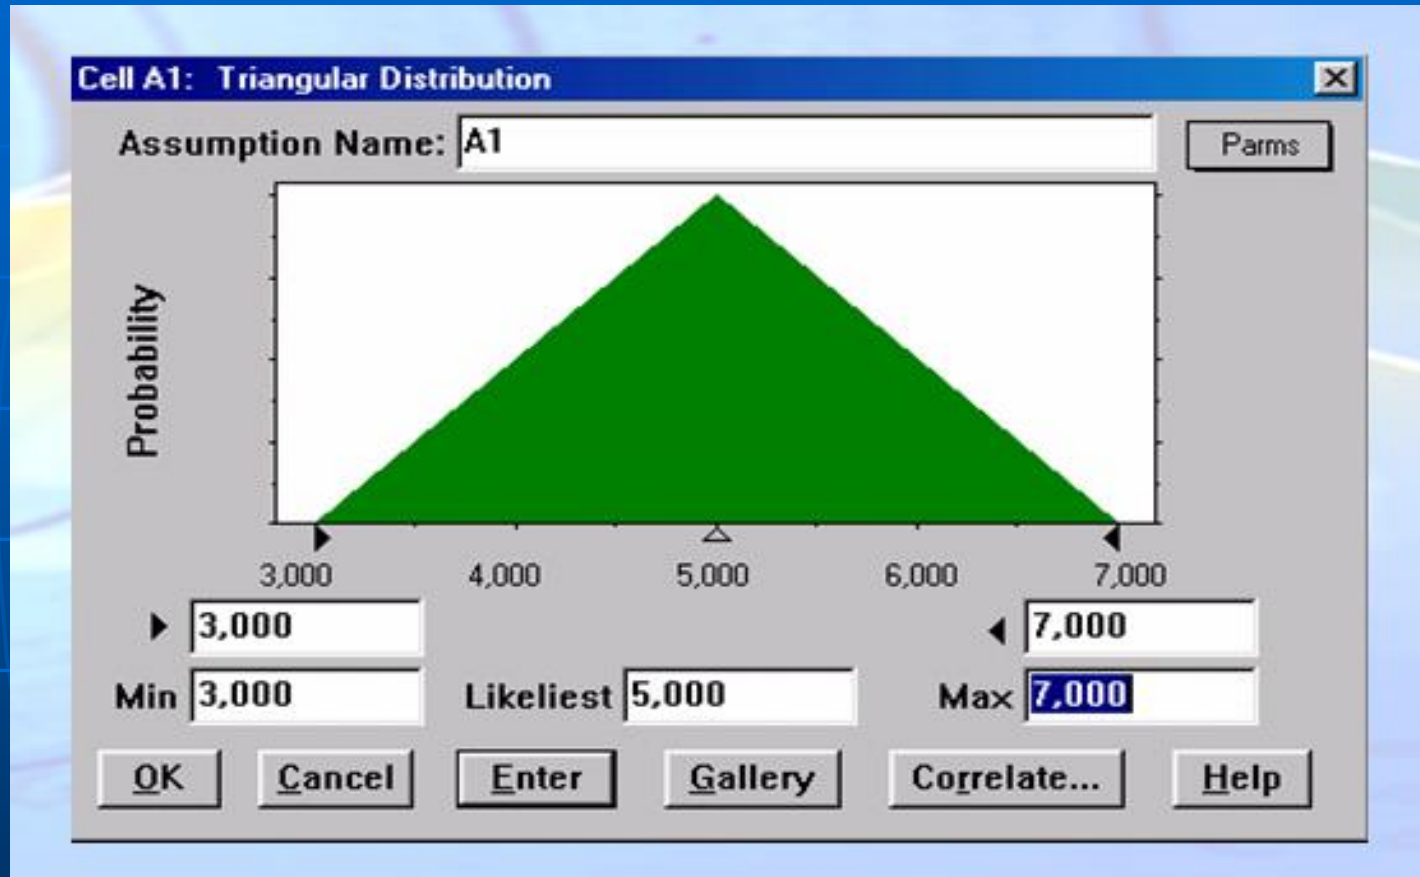 Cell A1: Triangular Distribution
Assumption Name: A1
Parms
Probability
3,000 4,000 5,000 6,000 7,000
3,000 7,000
Min 3,000 Likeliest 5,000 Max 7,000
OK Cancel Enter Gallery Correlate... Help